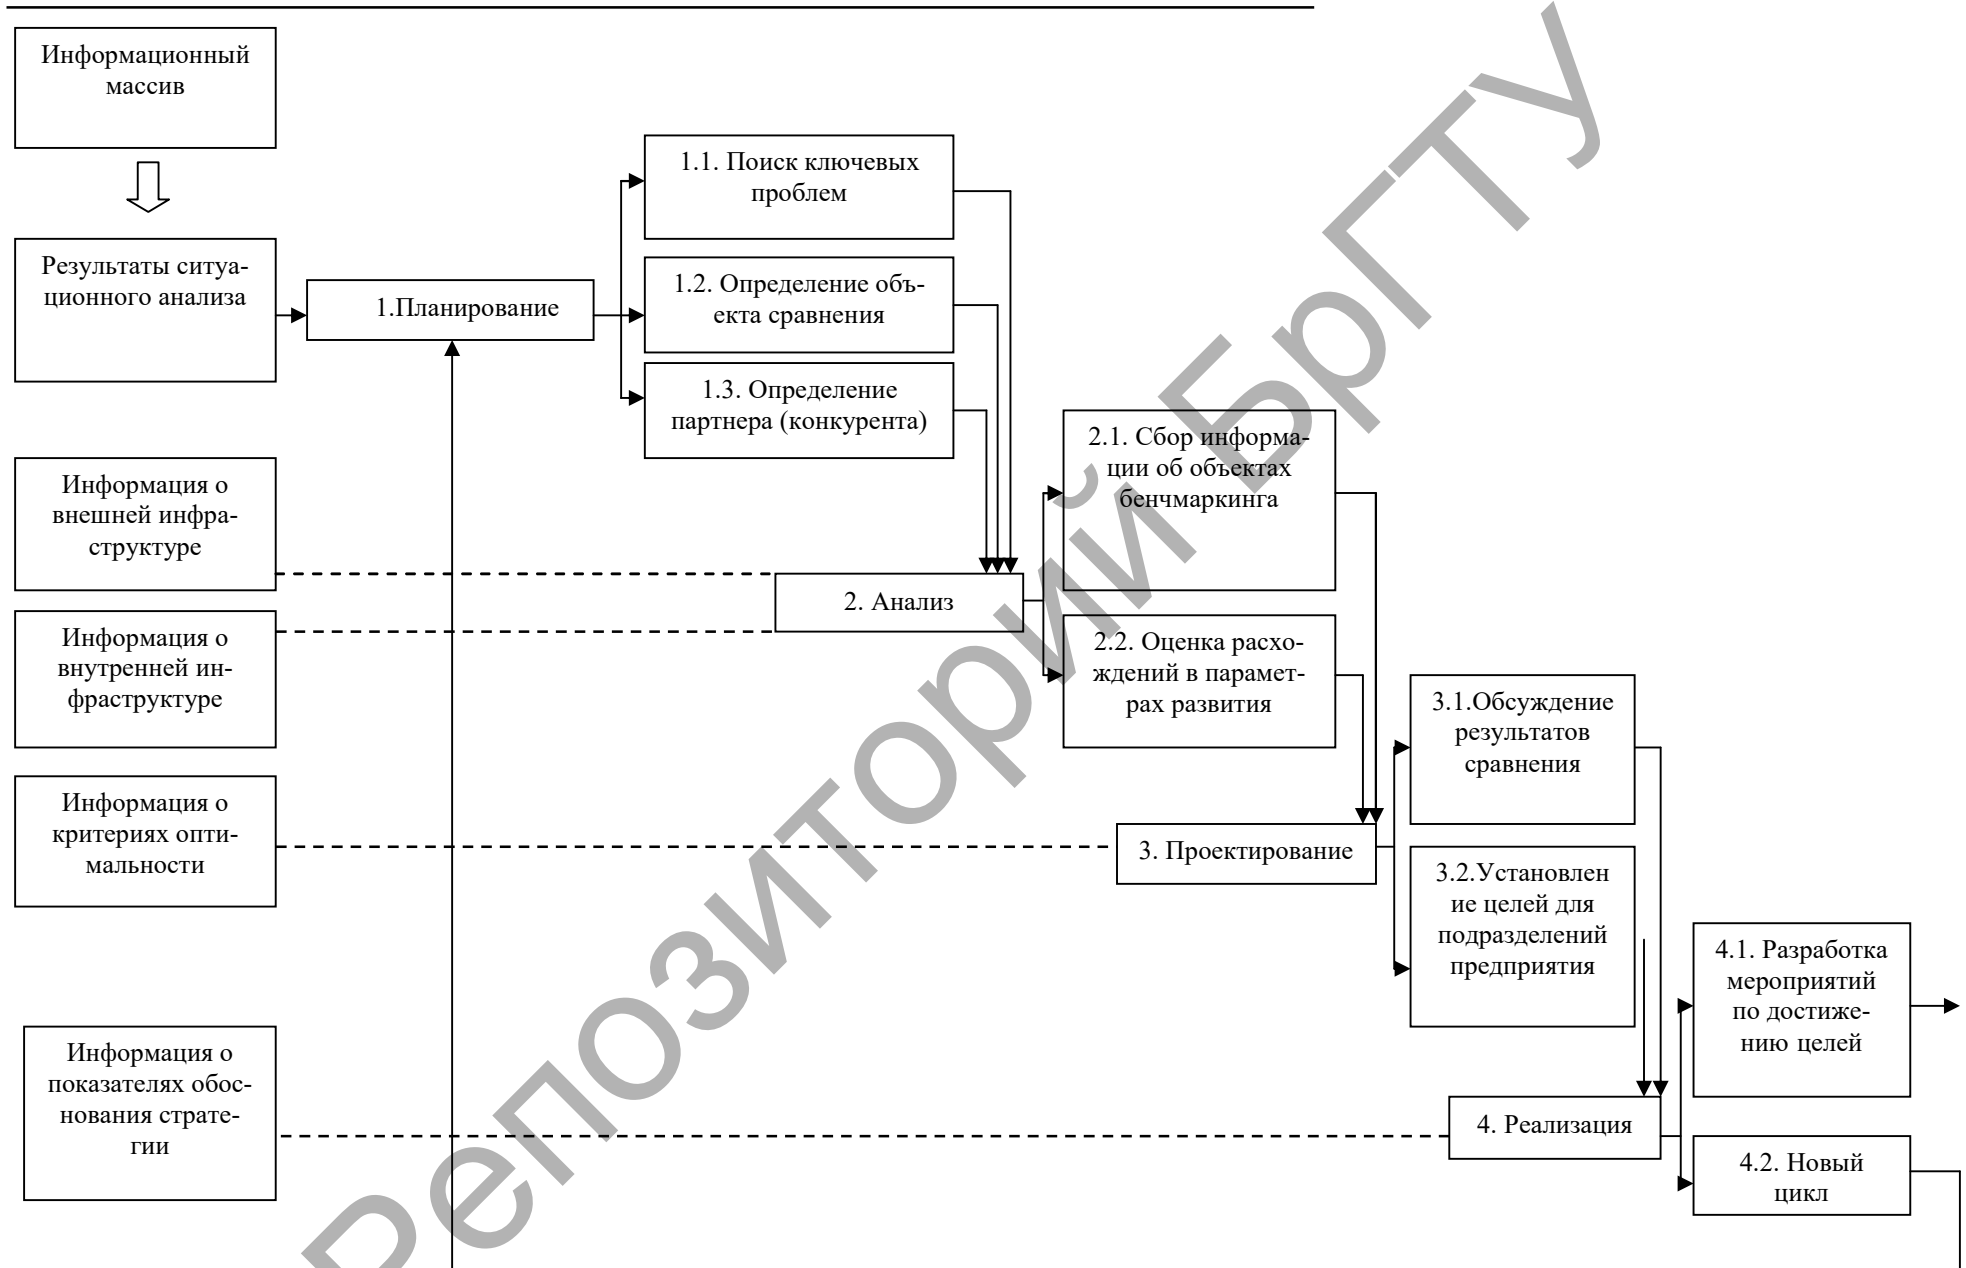 Информационный
массив
Результаты ситуа-
ционного анализа
1.Планирование
1.1. Поиск ключевых
проблем
1.2. Определение объ-
екта сравнения
1.3. Определение
партнера (конкурента)
Информация о
внешней инфра-
структуре
Информация о
внутренней ин-
фраструктуре
2. Анализ
2.1. Сбор информа-
ции об объектах
бенчмаркинга
2.2. Оценка расхо-
ждений в парамет-
рах развития
Информация о
критериях опти-
мальности
3. Проектирование
3.1.Обсуждение
результатов
сравнения
3.2.Установлен
ие целей для
подразделений
предприятия
Информация о
показателях обос-
нования страте-
гии
4. Реализация
4.1. Разработка
мероприятий
по достиже-
нию целей
4.2. Новый
цикл
Репозиторий БрГТУ